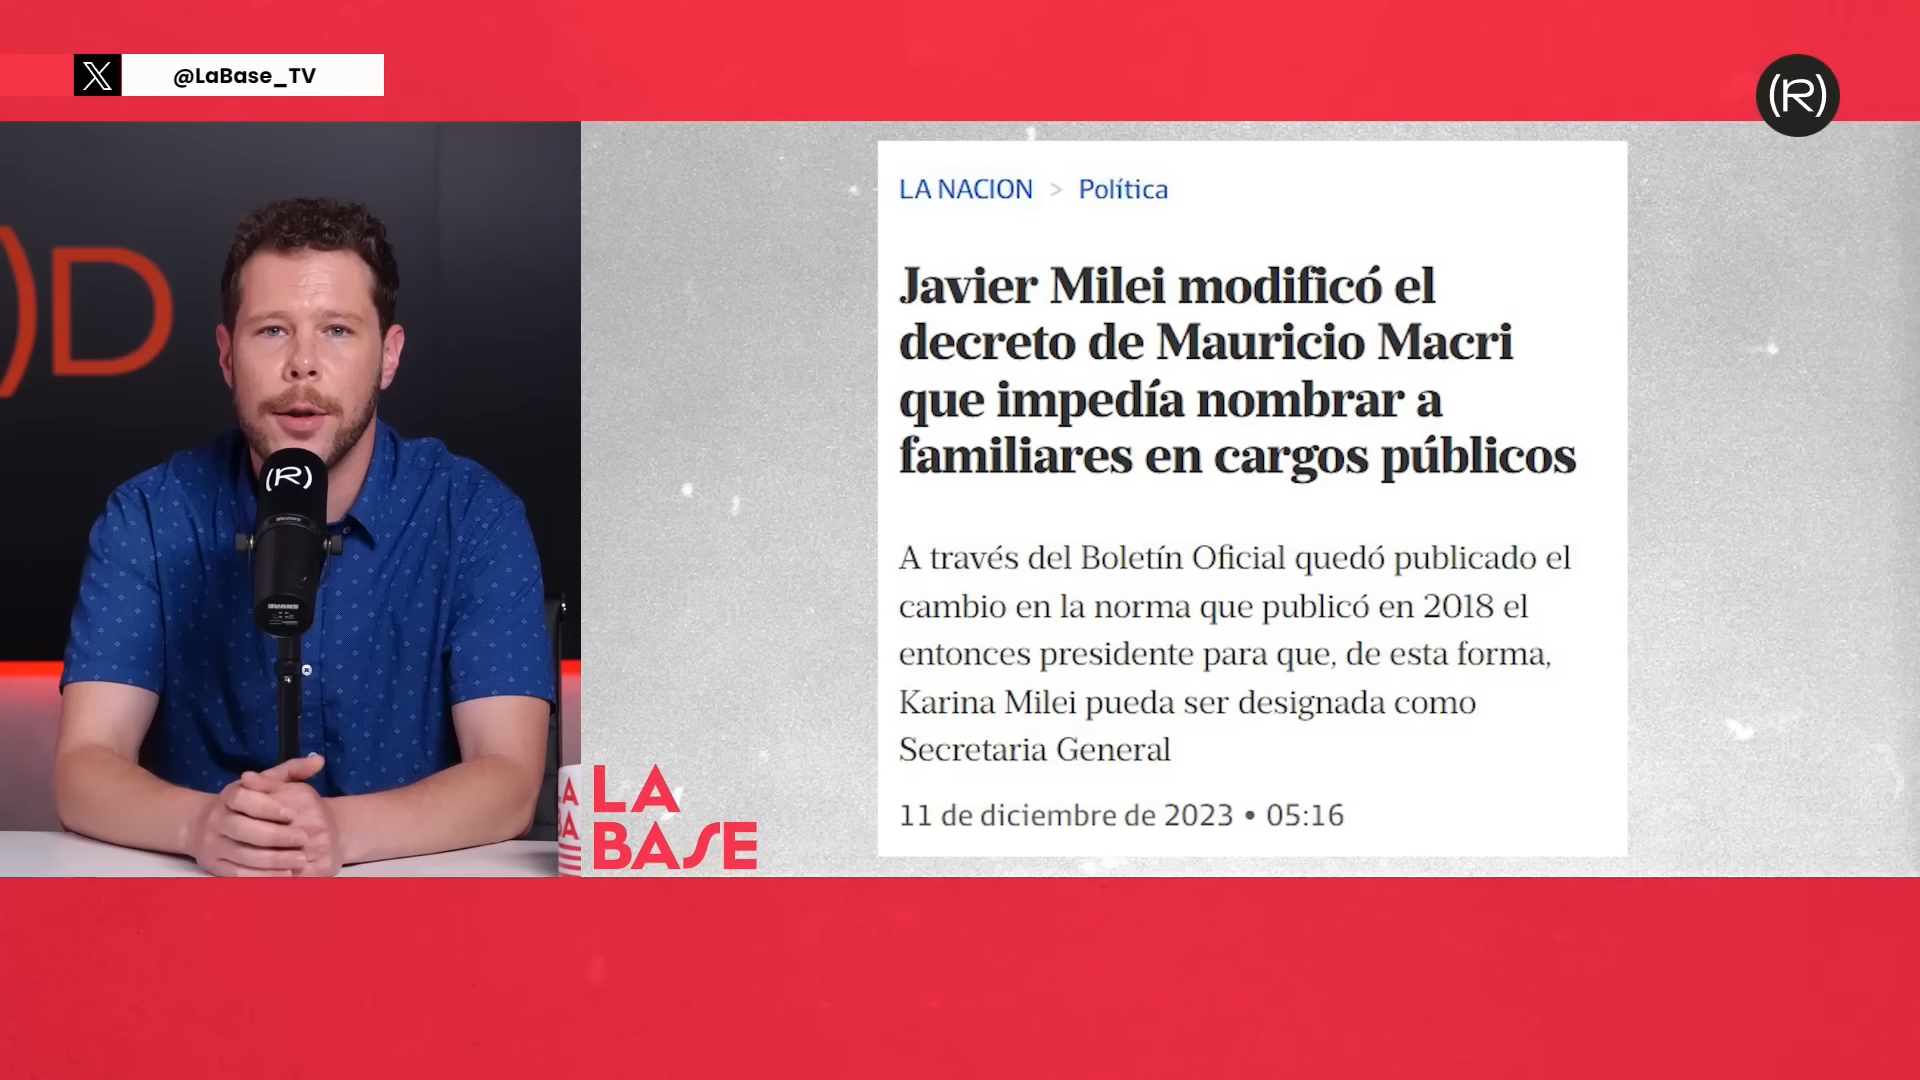 @LaBase_TV
(R)
)D
(R)
LA NACION > Política
Javier Milei modificó el
decreto de Mauricio Macri
que impedía nombrar a
familiares en cargos públicos
A través del Boletín Oficial quedó publicado el
cambio en la norma que publicó en 2018 el
entonces presidente para que, de esta forma,
Karina Milei pueda ser designada como
Secretaria General
11 de diciembre de 2023 • 05:16
LA
BASE
LA
BA